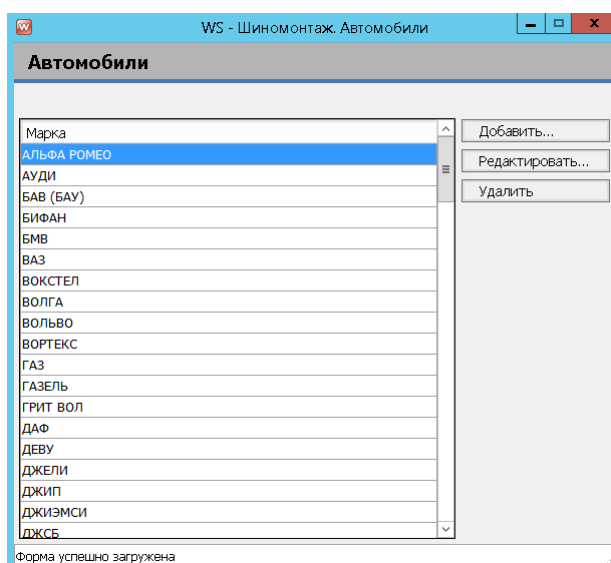 WS - Шиномонтаж. Автомобили
Автомобили
Марка
Добавить...
АЛЬФА РОМЕО
Редактировать...
АУДИ
БАВ (БАУ)
Удалить
БИФАН
БМВ
ВАЗ
ВОКСТЕЛ
ВОЛГА
ВОЛЬВО
ВОРТЕКС
ГАЗ
ГАЗЕЛЬ
ГРИТ ВОЛ
ДАФ
ДЕВУ
ДЖЕЛИ
ДЖИП
ДЖИЭМСИ
ДЖСБ
Форма успешно загружена